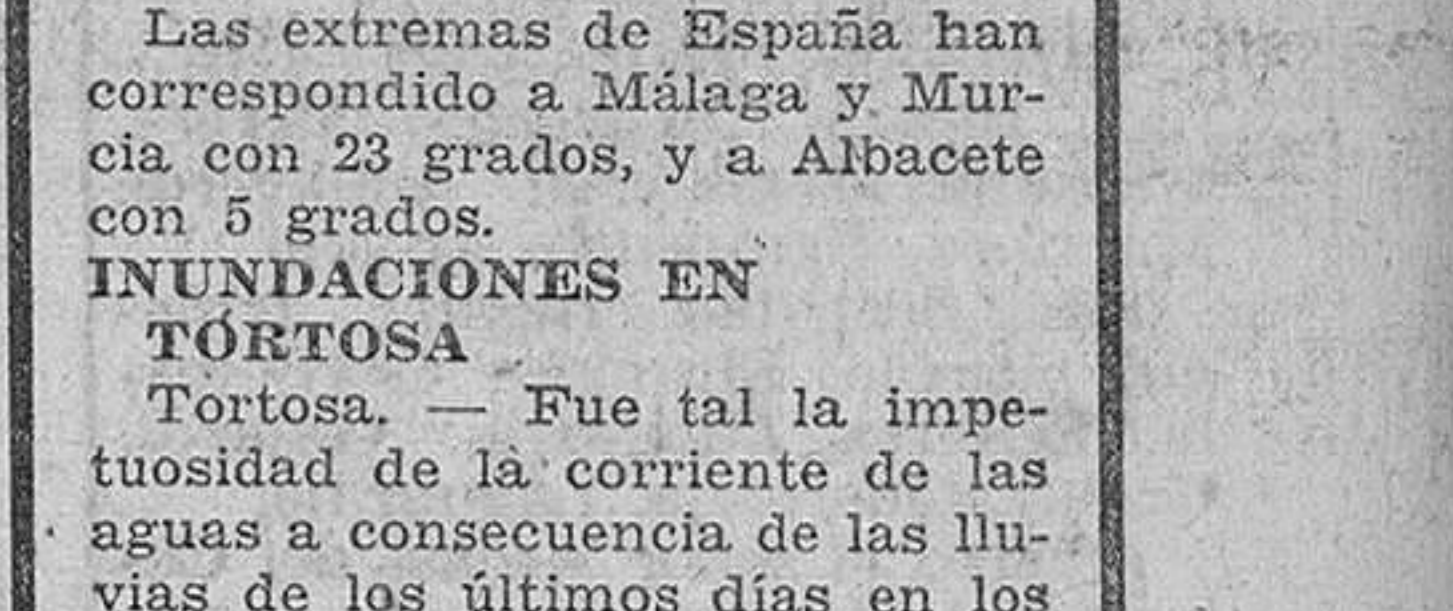 Las extremas de España han
correspondido a Málaga y Mur-
cia con 23 grados, y a Albacete
con 5 grados.
INUNDACIONES EN
TÓRTOSA
Tortosa. — Fue tal la impe-
tuosidad de la corriente de las
aguas a consecuencia de las llu-
vias de los últimos días en los